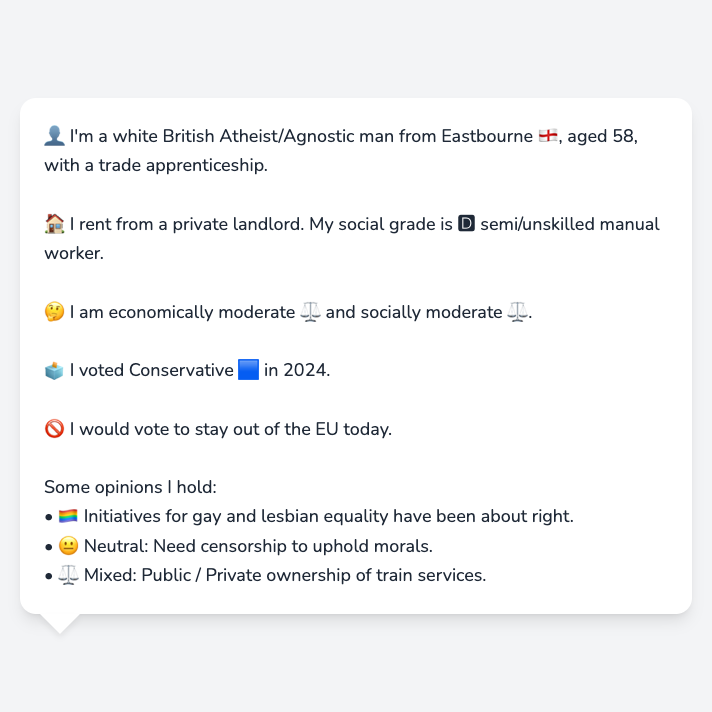 👤 I'm a white British Atheist/Agnostic man from Eastbourne 🏴󠁧󠁢󠁥󠁮󠁧󠁿, aged 58,
with a trade apprenticeship.
🏠 I rent from a private landlord. My social grade is 🅳 semi/unskilled manual
worker.
🤔 I am economically moderate ⚖️ and socially moderate ⚖️.
🗳️ I voted Conservative 🟦 in 2024.
🚫 I would vote to stay out of the EU today.
Some opinions I hold:
• 🏳️‍🌈 Initiatives for gay and lesbian equality have been about right.
• 😐 Neutral: Need censorship to uphold morals.
• ⚖️ Mixed: Public / Private ownership of train services.